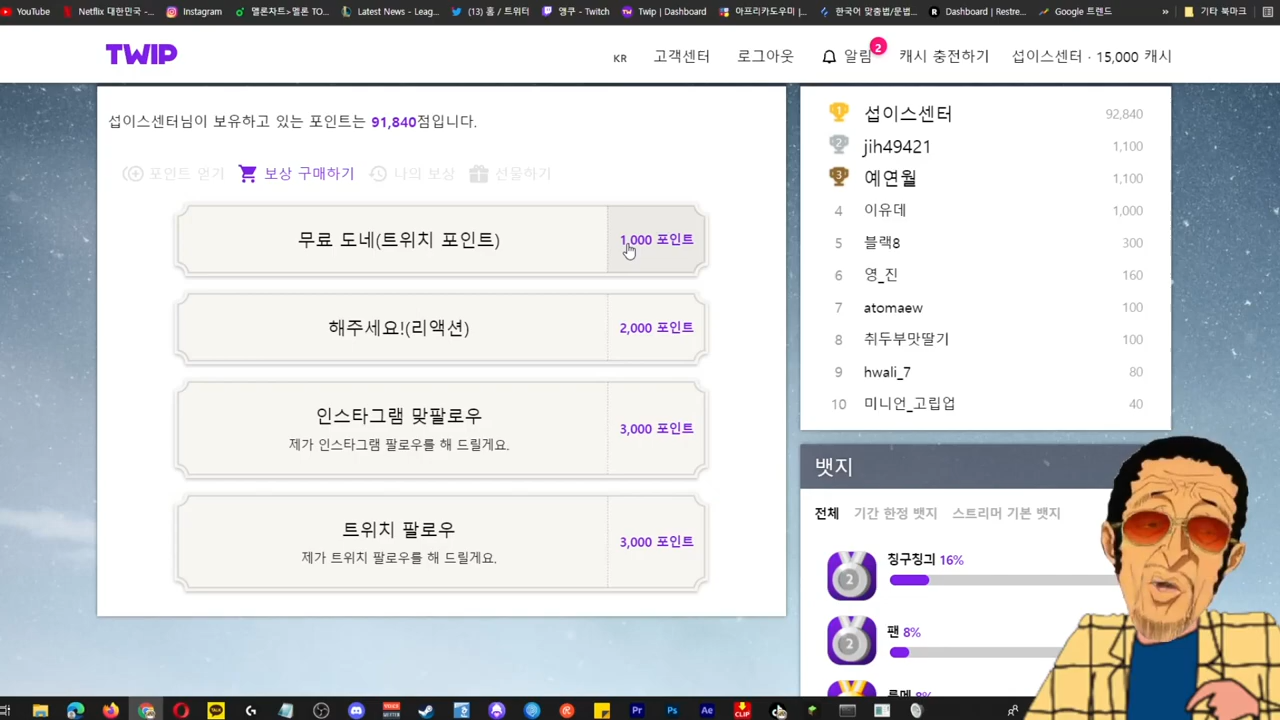 YouTube Netflix 대한민국 -... Instagram 멜론차트>멜론 TO... Latest News - Leag... (13) 홈 / 트위터 앵구 - Twitch Twip | Dashboard 아프리카도우미 |... 한국어 맞춤법/문법... Dashboard | Restre... Google 트렌드 » 기타 북마크
TWIP KR 고객센터 로그아웃 알림 2 캐시 충전하기 섭이스센터 · 15,000 캐시
섭이스센터님이 보유하고 있는 포인트는 91,840점입니다.
포인트 얻기 보상 구매하기 나의 보상 선물하기
무료 도네(트위치 포인트) 1,000 포인트
해주세요!(리액션) 2,000 포인트
인스타그램 맞팔로우
제가 인스타그램 팔로우를 해 드릴게요.
3,000 포인트
트위치 팔로우
제가 트위치 팔로우를 해 드릴게요.
3,000 포인트
1 섭이스센터 92,840
2 jih49421 1,100
3 예연월 1,100
4 이유데 1,000
5 블랙8 300
6 영_진 160
7 atomaew 100
8 취두부맛딸기 100
9 hwali_7 80
10 미니언_고립업 40
뱃지
전체 기간 한정 뱃지 스트리머 기본 뱃지
2 칭구칭긔 16%
2 팬 8%